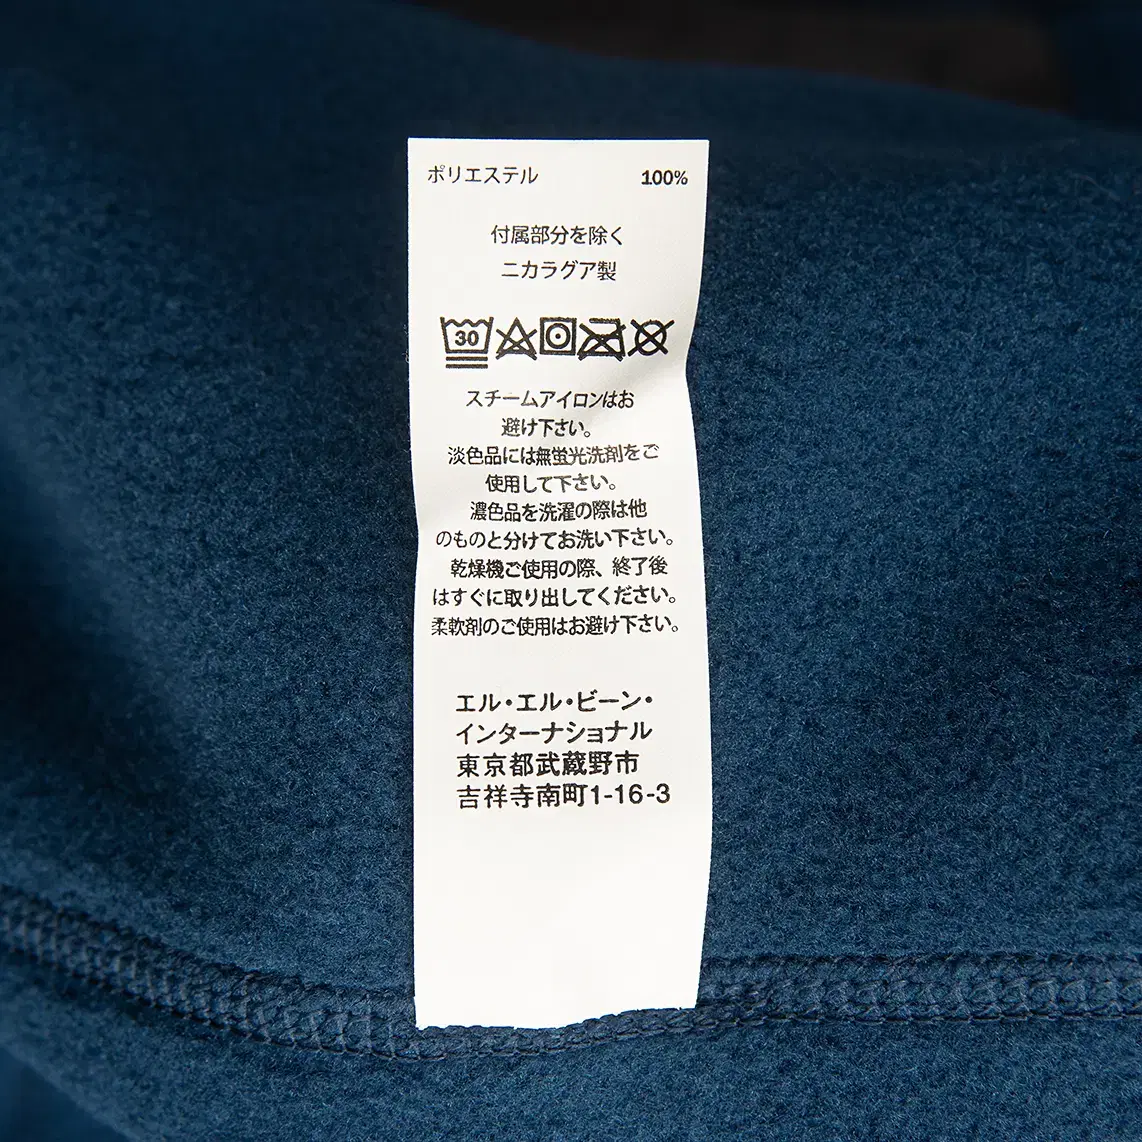 ポリエステル 100%
付属部分を除く
ニカラグア製
30
スチームアイロンはお
避け下さい。
淡色品には無蛍光洗剤をご
使用して下さい。
濃色品を洗濯の際は他
のものと分けてお洗い下さい。
乾燥機ご使用の際、終了後
はすぐに取り出してください。
柔軟剤のご使用はお避け下さい。
エル・エル・ビーン・
インターナショナル
東京都武蔵野市
吉祥寺南町1-16-3